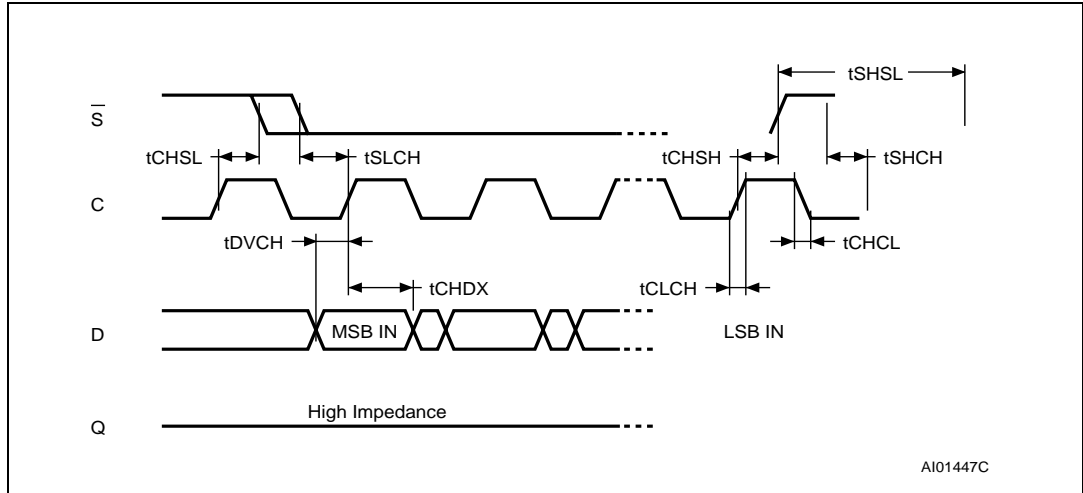 tSHSL
S̅
tCHSL
tSLCH
tCHSH
tSHCH
C
tDVCH
tCHCL
tCHDX
tCLCH
D
MSB IN
LSB IN
High Impedance
Q
AI01447C